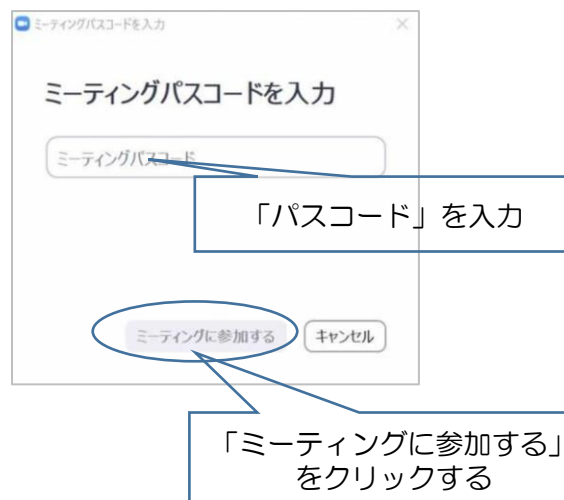 ミーティングパスコードを入力
ミーティングパスコードを入力
ミーティングパスコード
「パスコード」を入力
ミーティングに参加する
キャンセル
「ミーティングに参加する」
をクリックする